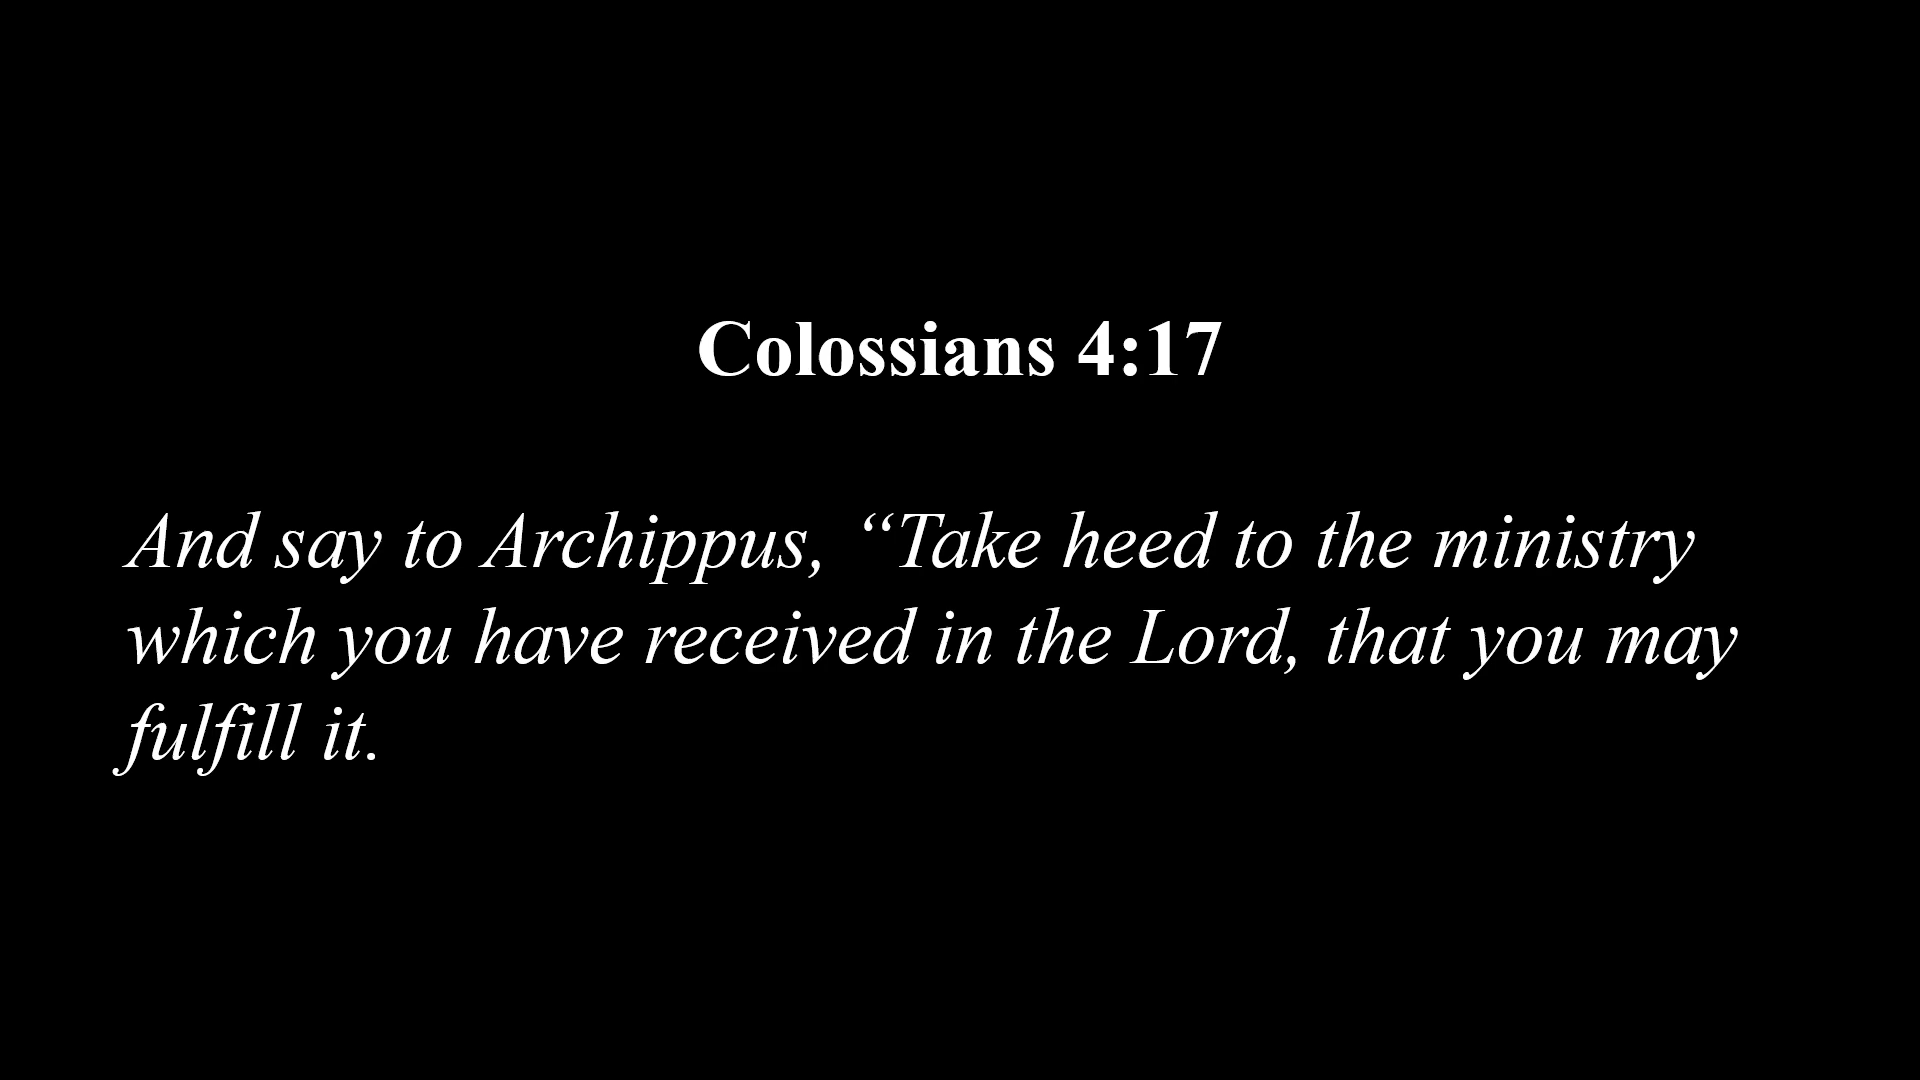 Colossians 4:17
And say to Archippus, “Take heed to the ministry
which you have received in the Lord, that you may
fulfill it.